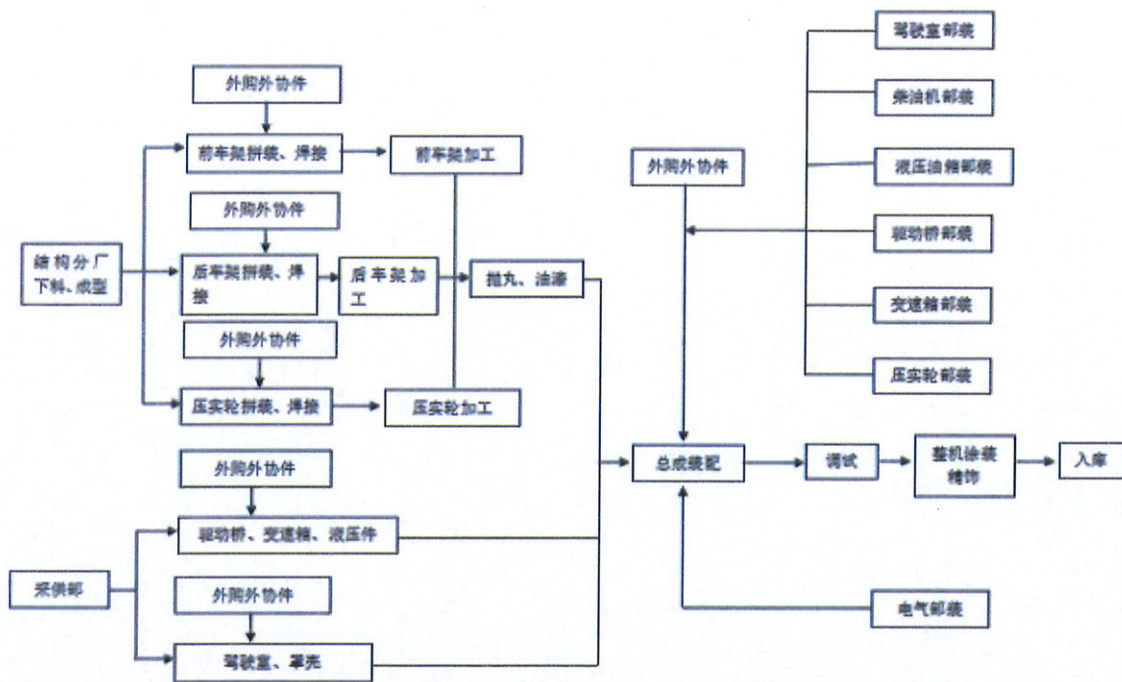 驾驶室部装
外购外协件
柴油机部装
前车架拼装、焊接
前车架加工
外购外协件
液压油箱部装
外购外协件
驱动桥部装
结构分厂
下料、成型
后车架拼装、焊
接
后车架加
工
抛丸、油漆
变速箱部装
外购外协件
压实轮部装
压实轮拼装、焊接
压实轮加工
外购外协件
总成装配
调试
整机涂装
精饰
入库
驱动桥、变速箱、液压件
采供部
外购外协件
电气部装
驾驶室、罩壳